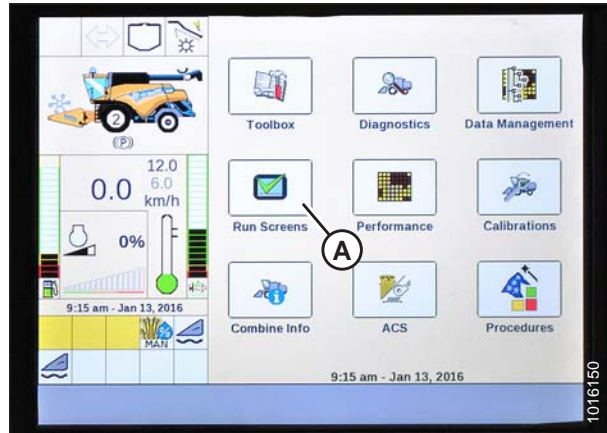 Toolbox
Diagnostics
Data Management
2
(P)
12.0
0.0
6.0
km/h
Run Screens
Performance
Calibrations
A
0%
9:15 am - Jan 13, 2016
%
MAN
Combine Info
ACS
Procedures
9:15 am - Jan 13, 2016
1016150